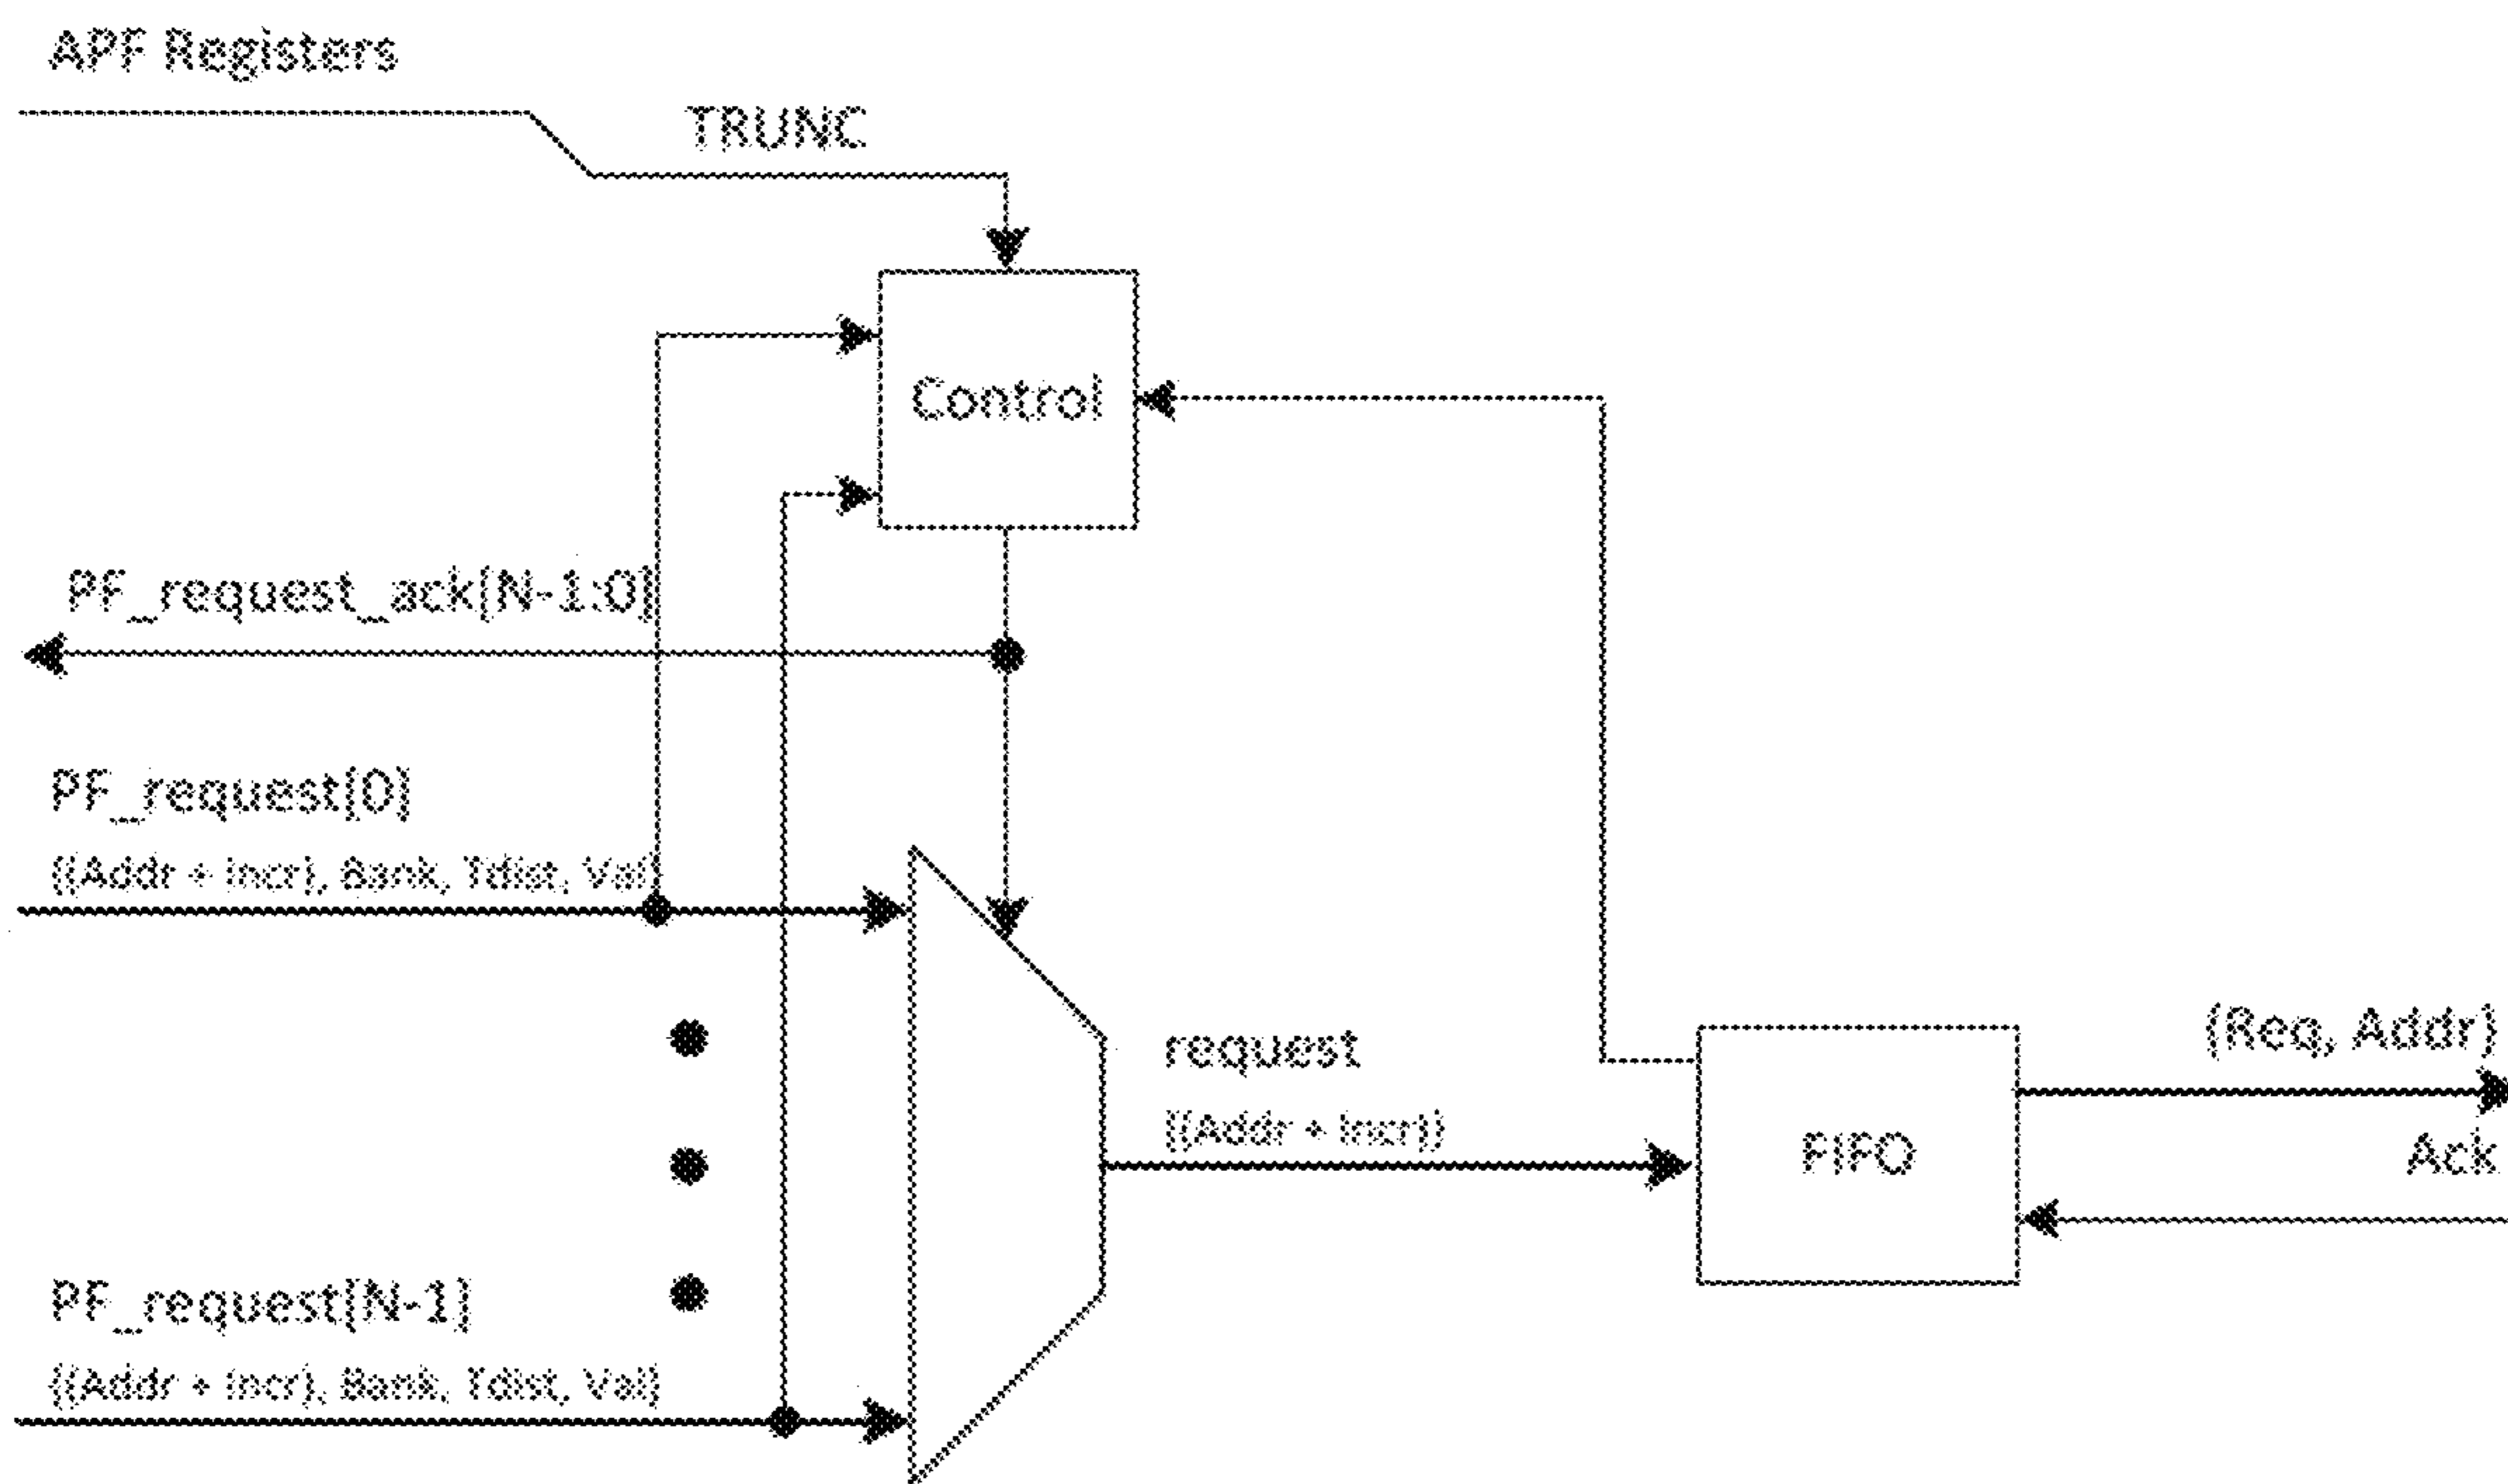 APF Registers
TRUNC
Control
PF_request_ack[N-1:0]
PF_request[0]
{(Addr + incr), Bank, Tdist, Val}
request
{(Addr + Incr)}
{Req, Addr}
FIFO
Ack
PF_request[N-1]
{(Addr + incr), Bank, Tdist, Val}